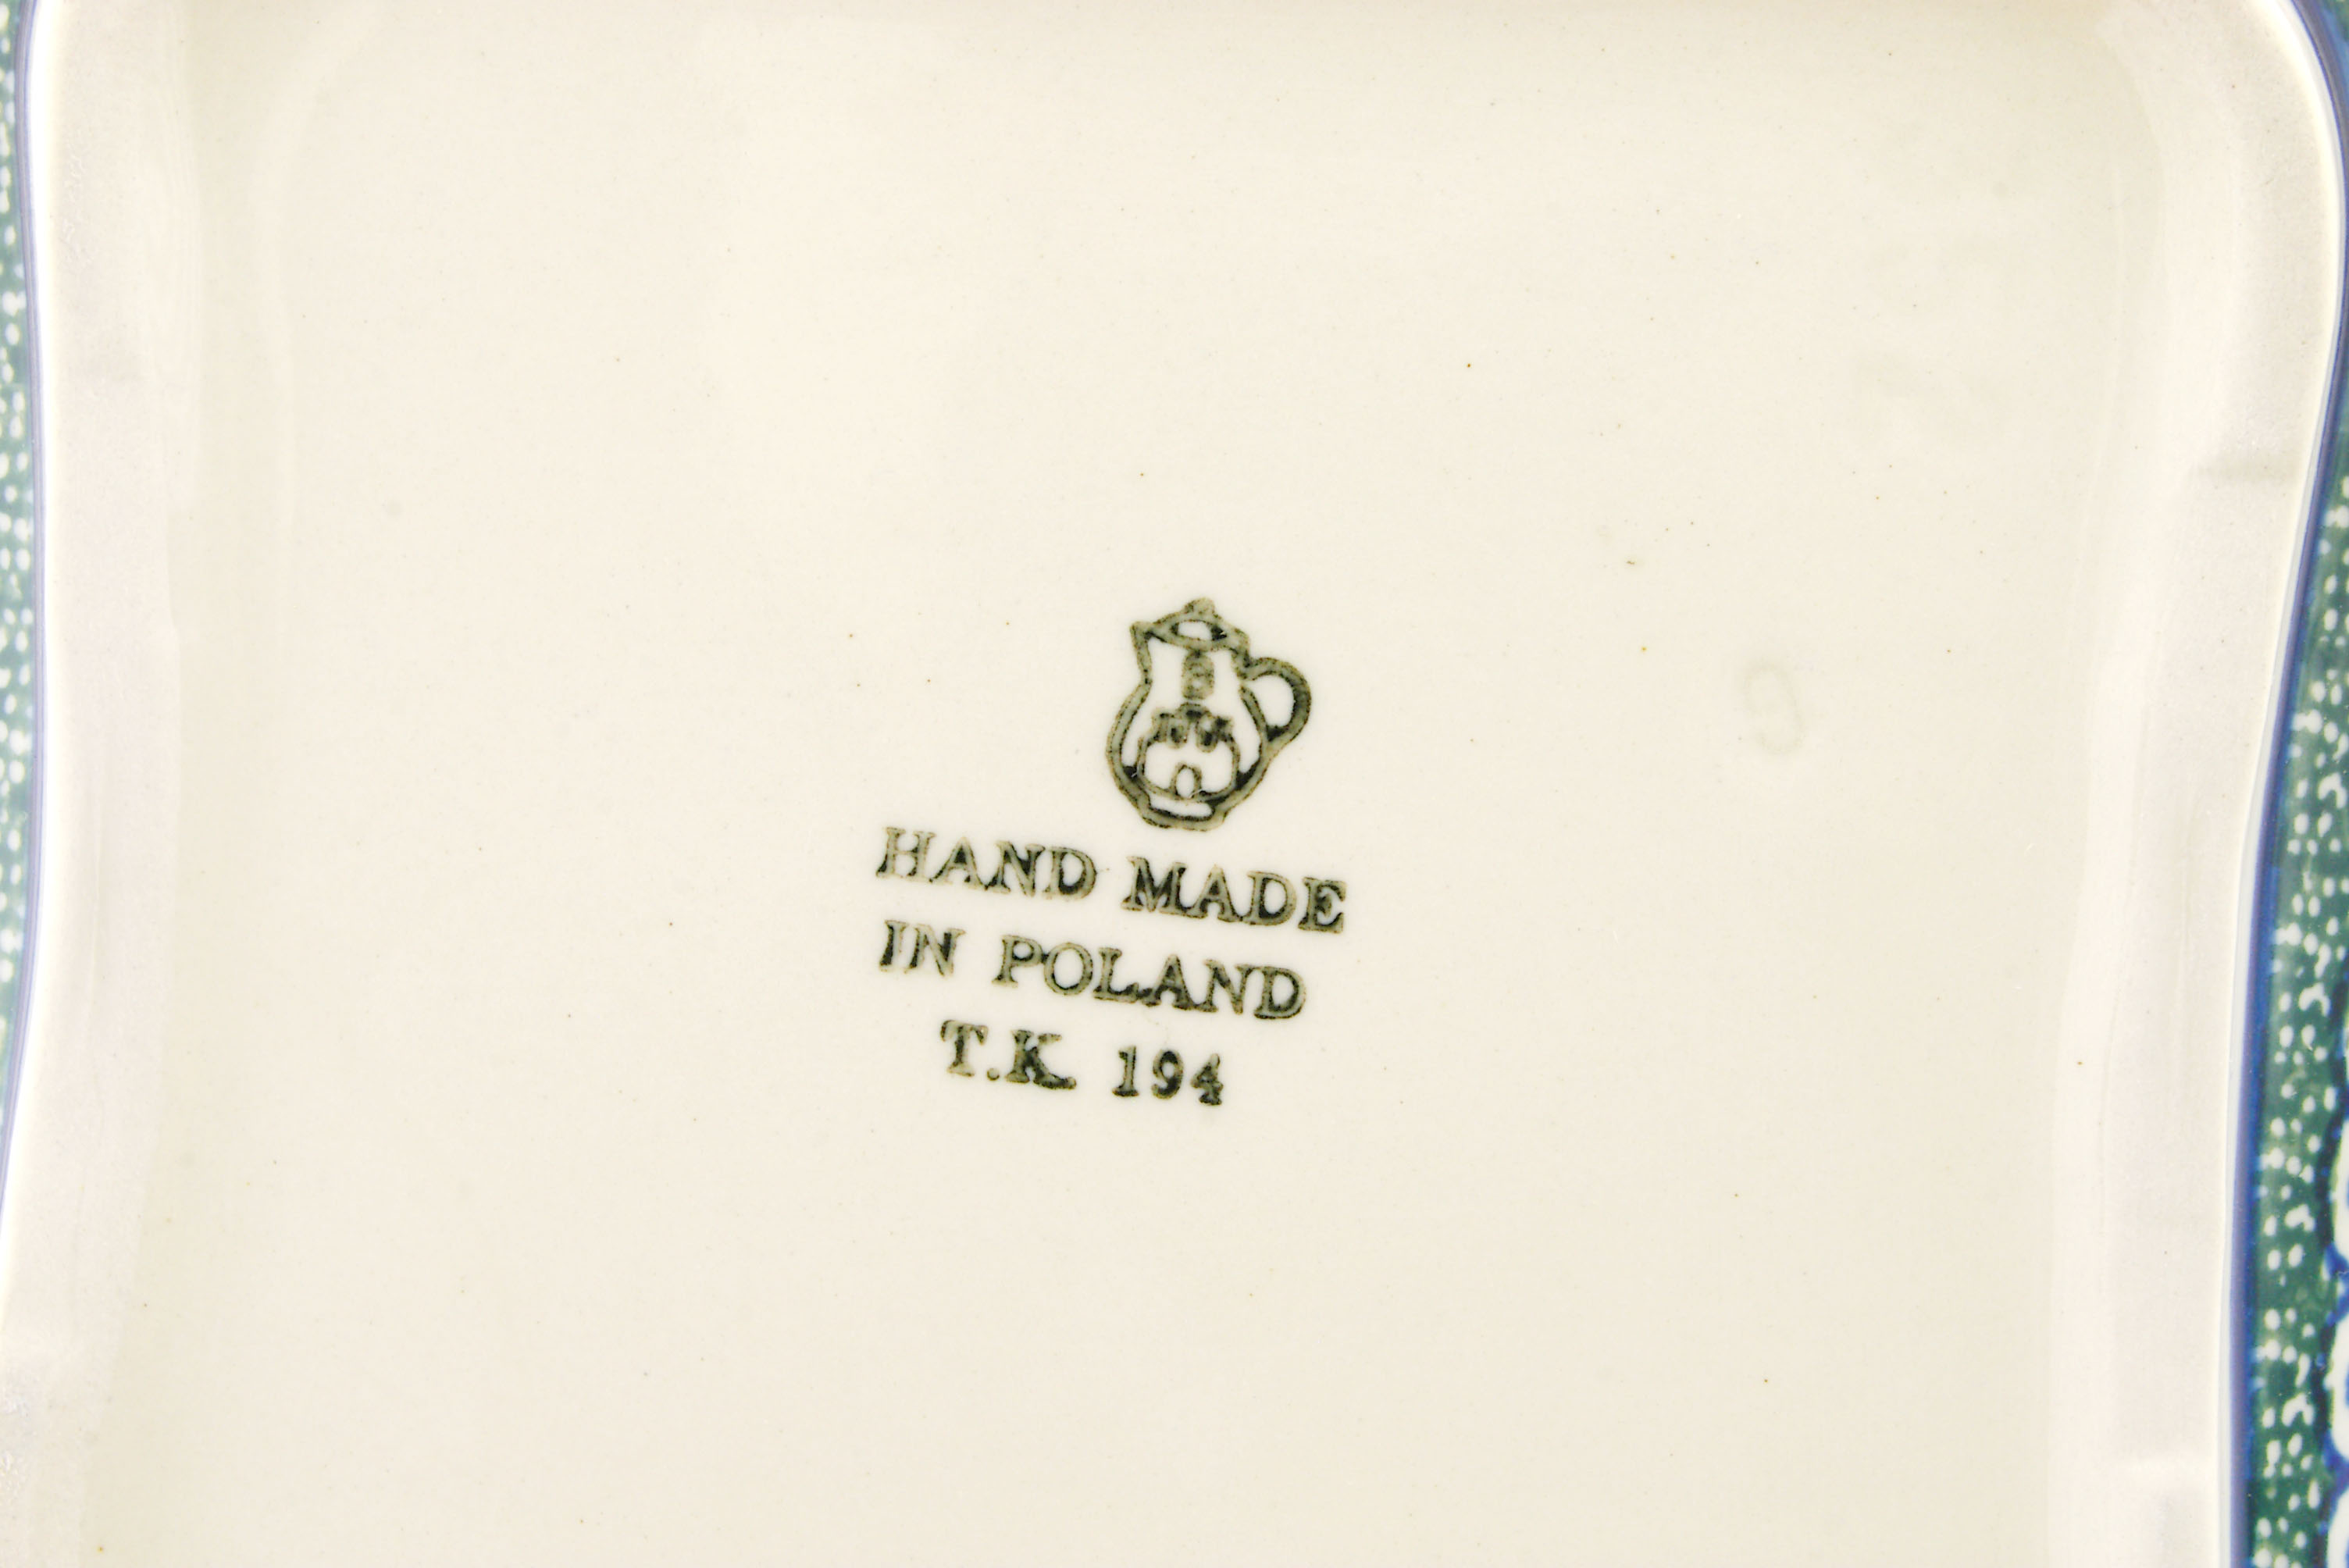 HAND MADE
IN POLAND
T.K. 194